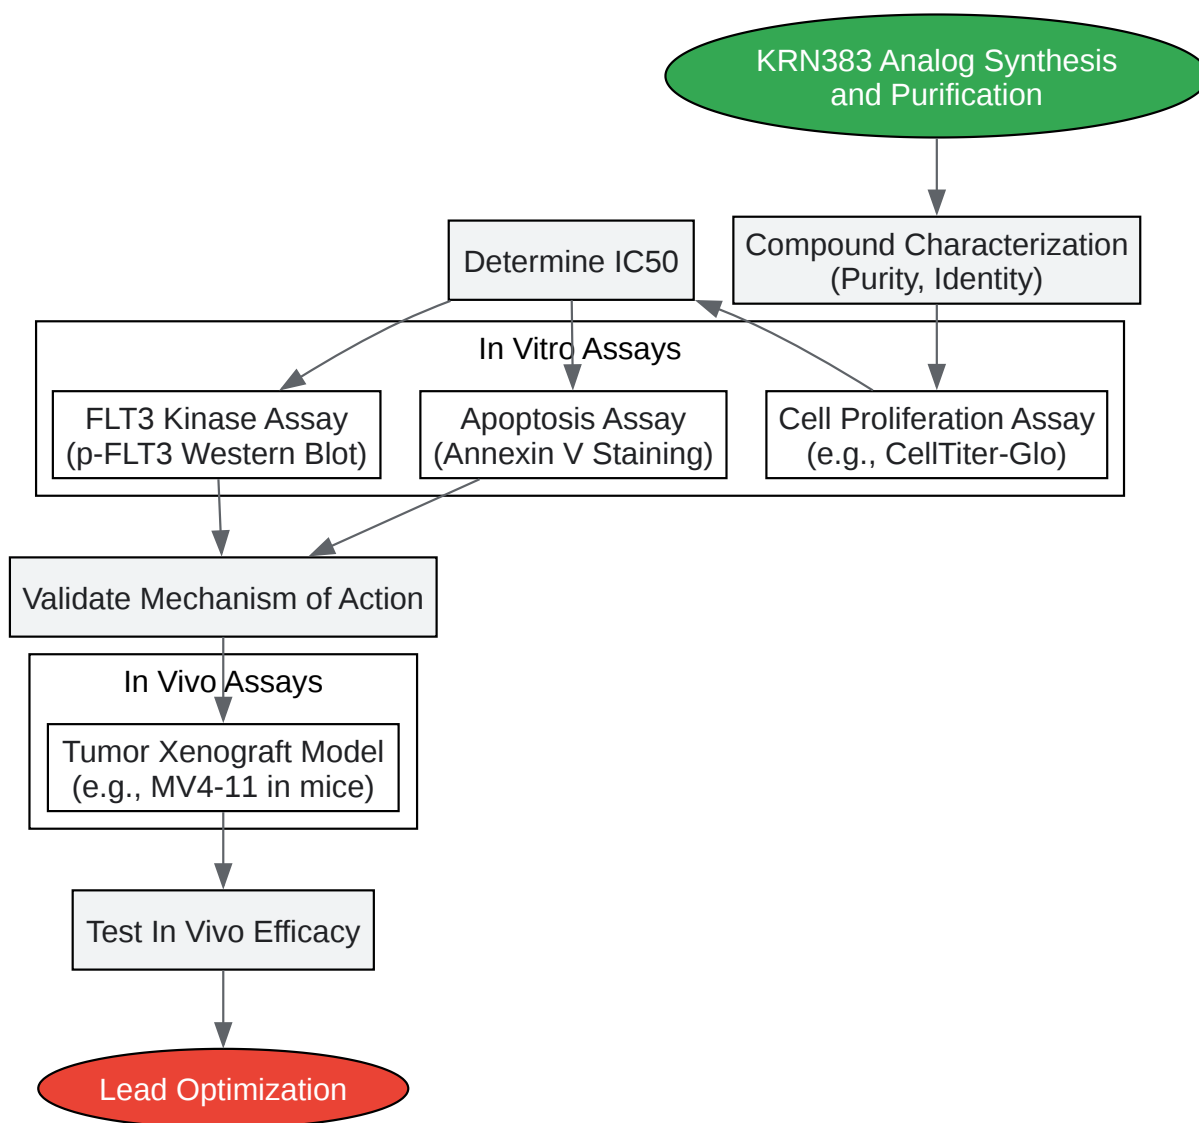 KRN383 Analog Synthesis
and Purification
Determine IC50
Compound Characterization
(Purity, Identity)
In Vitro Assays
FLT3 Kinase Assay
(p-FLT3 Western Blot)
Apoptosis Assay
(Annexin V Staining)
Cell Proliferation Assay
(e.g., CellTiter-Glo)
Validate Mechanism of Action
In Vivo Assays
Tumor Xenograft Model
(e.g., MV4-11 in mice)
Test In Vivo Efficacy
Lead Optimization